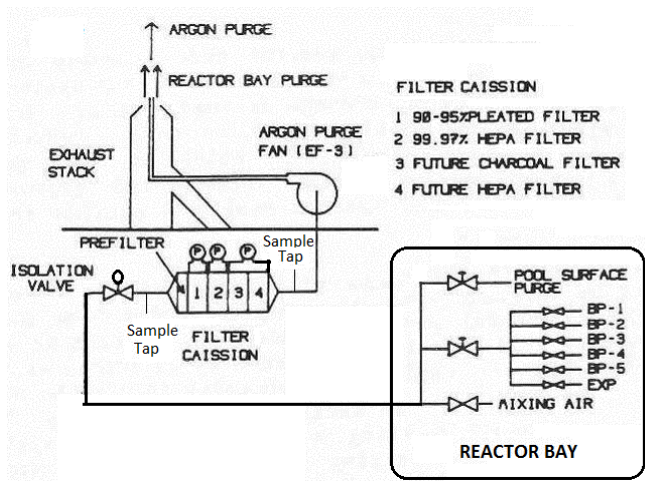 ARGON PURGE
REACTOR BAY PURGE
EXHAUST
STACK
ARGON PURGE
FAN (EF-3)
FILTER CAISSION
1 90-95%PLEATED FILTER
2 99.97% HEPA FILTER
3 FUTURE CHARCOAL FILTER
4 FUTURE HEPA FILTER
PREFILTER
Sample
Tap
ISOLATION
VALVE
P P P
1 2 3 4
Sample
Tap
FILTER
CAISSION
POOL SURFACE
PURGE
BP-1
BP-2
BP-3
BP-4
BP-5
EXP
MIXING AIR
REACTOR BAY